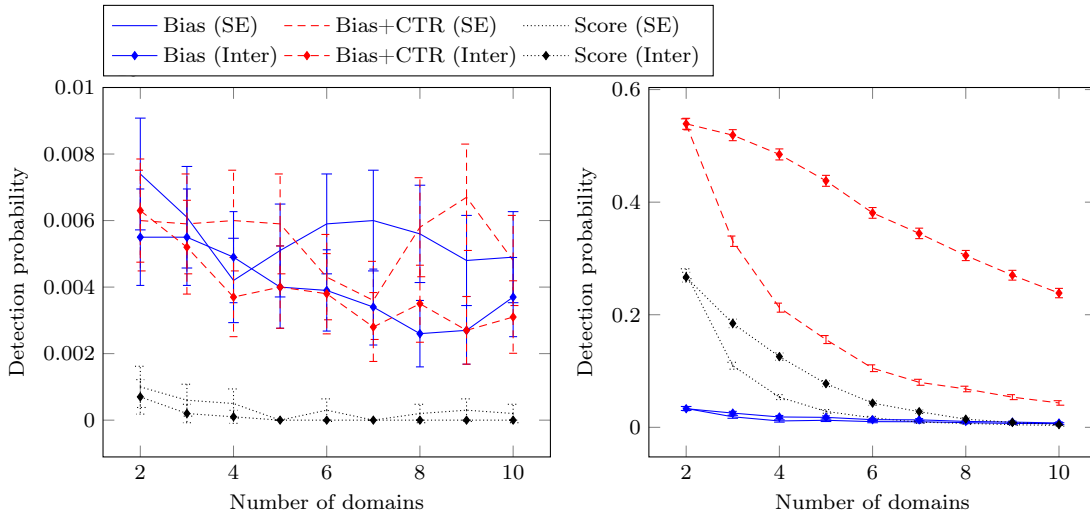 Bias (SE) Bias+CTR (SE) Score (SE)
Bias (Inter) Bias+CTR (Inter) Score (Inter)
0.01
0.008
0.006
0.004
0.002
0
2 4 6 8 10
Number of domains
Detection probability
0.6
0.4
0.2
0
2 4 6 8 10
Number of domains
Detection probability